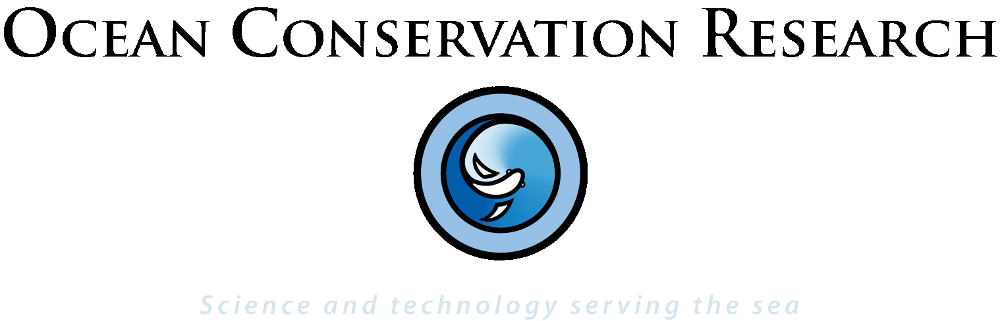 Ocean Conservation Research
Science and technology serving the sea